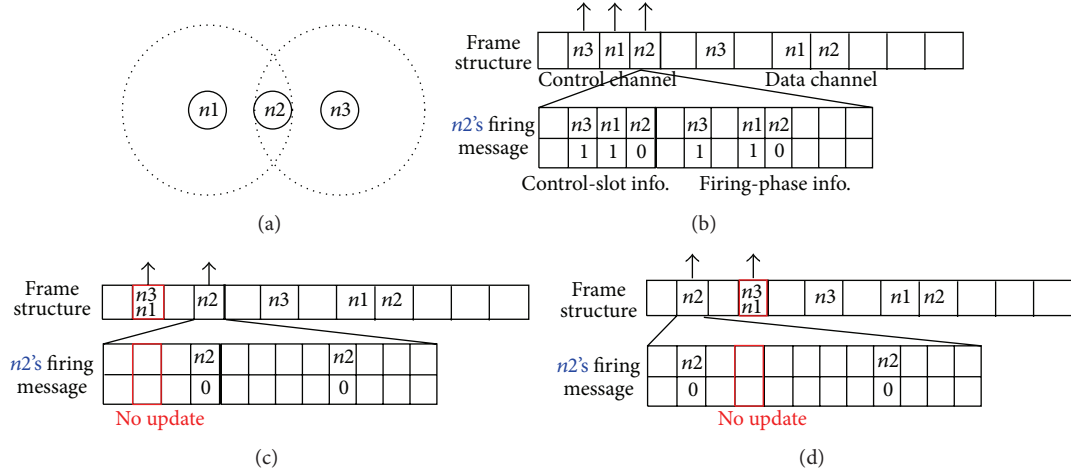 n1 n2 n3
(a)
Frame structure
n3 n1 n2 n3 n1 n2
Control channel Data channel
n2's firing message
n3 n1 n2 n3 n1 n2
1 1 0 1 1 0
Control-slot info. Firing-phase info.
(b)
Frame structure
n3 n1 n2 n3 n1 n2
n2's firing message
n2 n2
0 0
No update
(c)
Frame structure
n2 n3 n1 n3 n1 n2
n2's firing message
n2 n2
0 0
No update
(d)